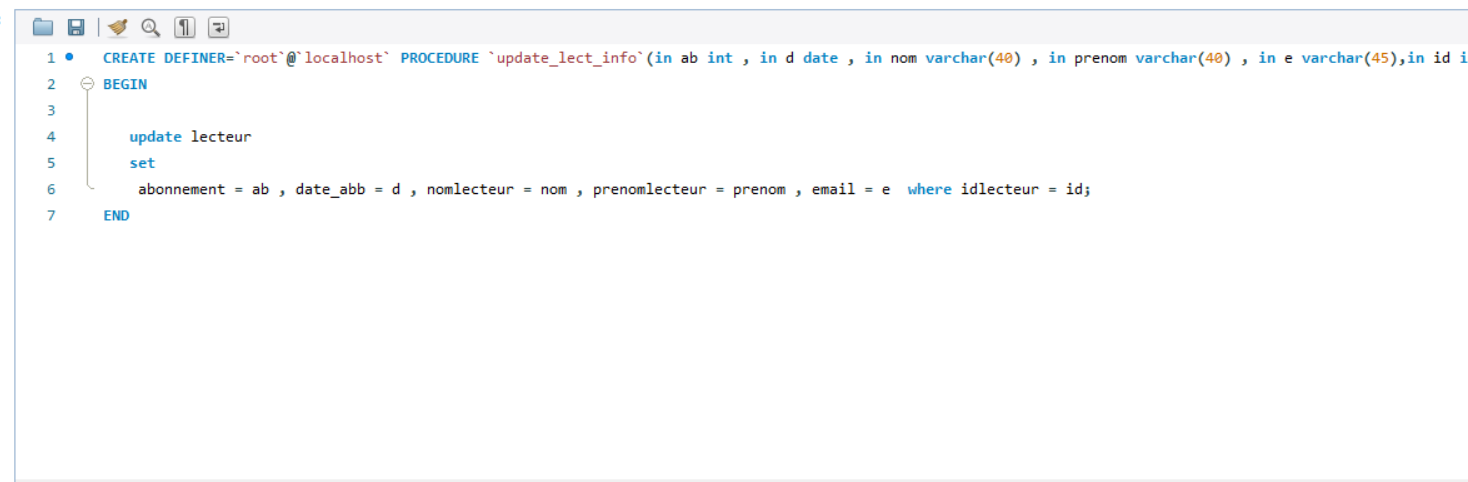 1 CREATE DEFINER=`root`@`localhost` PROCEDURE `update_lect_info`(in ab int , in d date , in nom varchar(40) , in prenom varchar(40) , in e varchar(45),in id i
2 BEGIN
3
4 update lecteur
5 set
6 abonnement = ab , date_abb = d , nomlecteur = nom , prenomlecteur = prenom , email = e  where idlecteur = id;
7 END